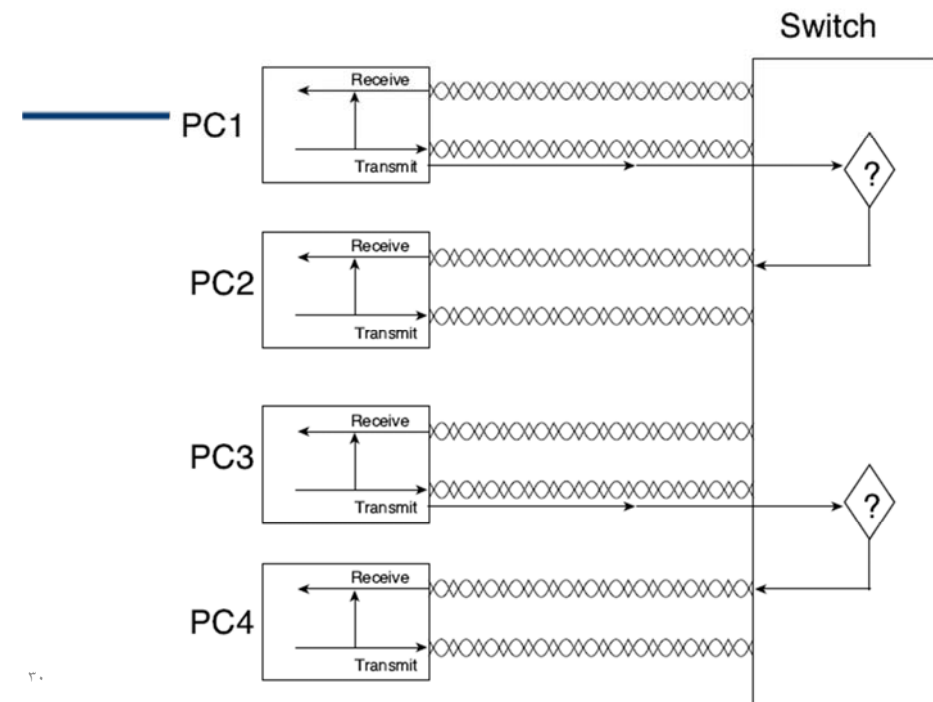 Switch
Receive
PC1
Transmit
?
Receive
PC2
Transmit
Receive
PC3
Transmit
?
Receive
PC4
Transmit
٣٠